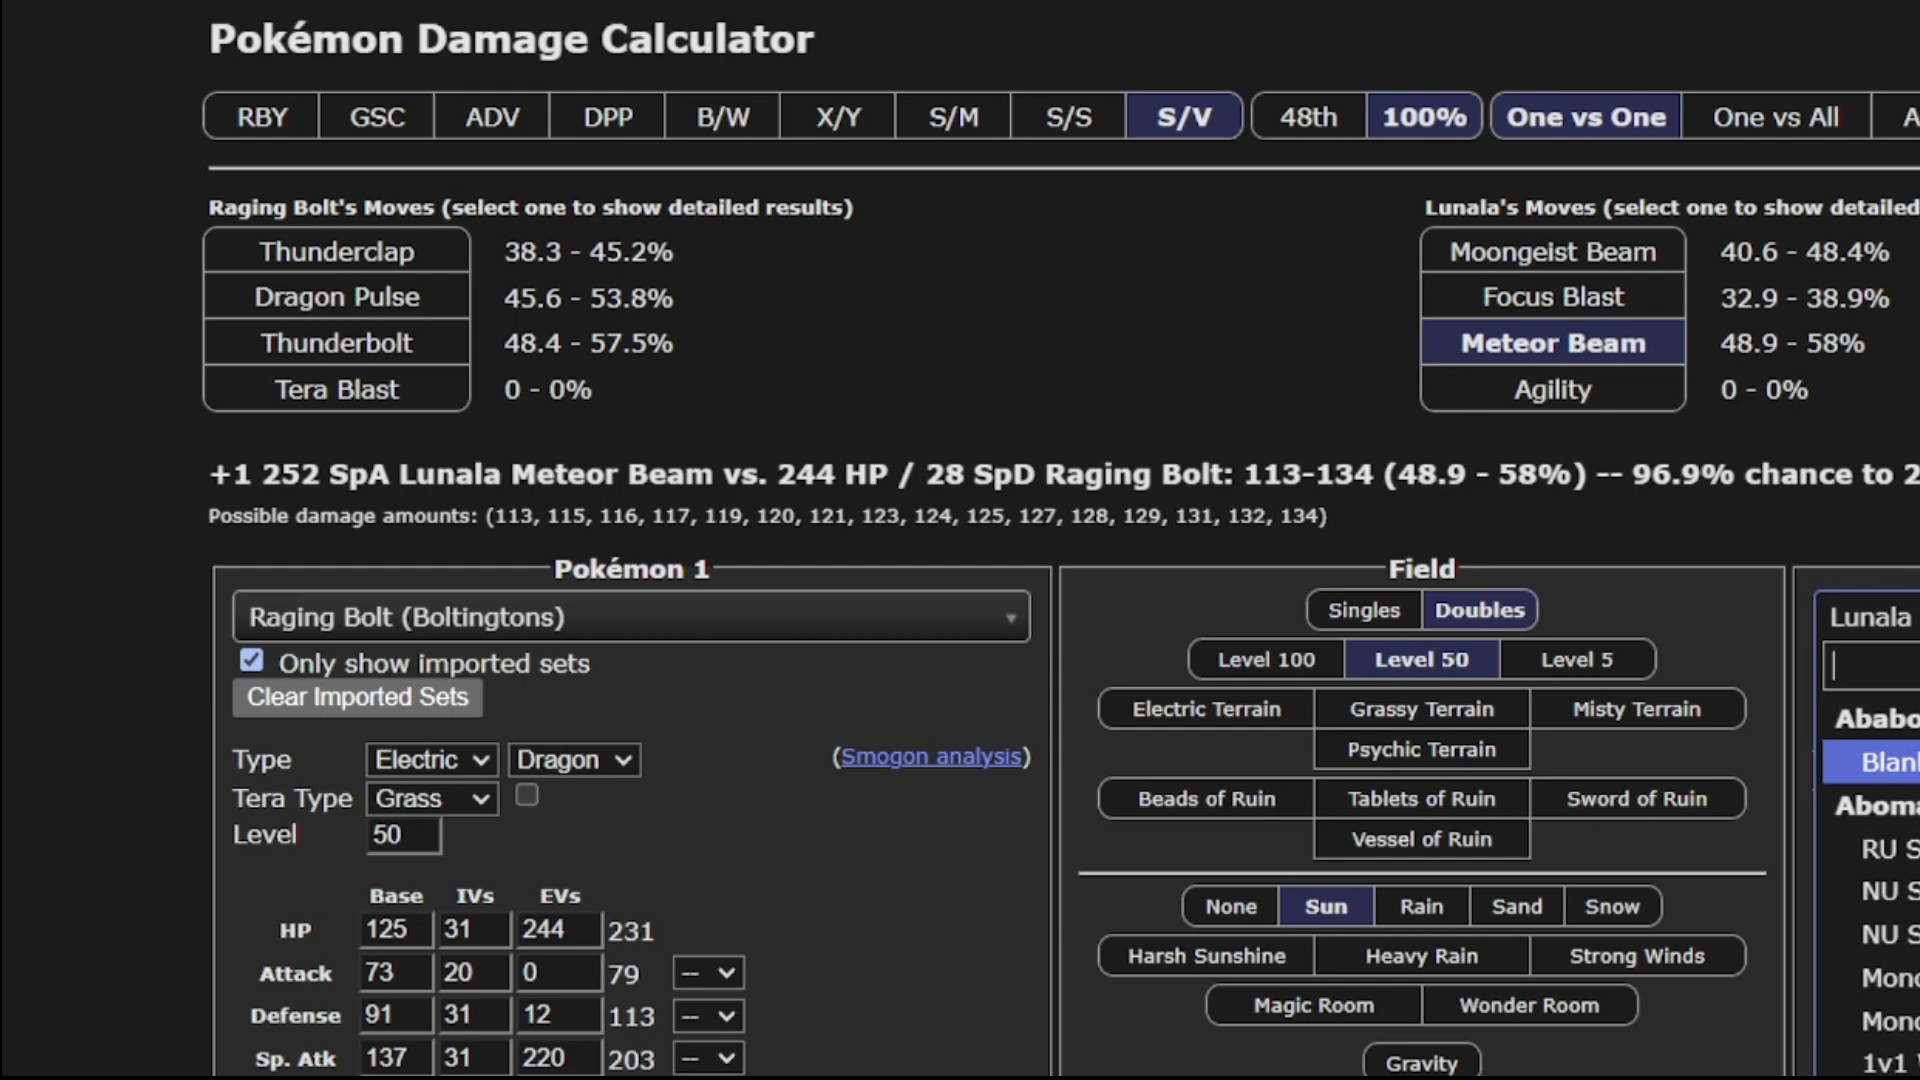 Pokémon Damage Calculator
RBY GSC ADV DPP B/W X/Y S/M S/S S/V 48th 100% One vs One One vs All A
Raging Bolt's Moves (select one to show detailed results) Lunala's Moves (select one to show detailed
Thunderclap 38.3 - 45.2% Moongeist Beam 40.6 - 48.4%
Dragon Pulse 45.6 - 53.8% Focus Blast 32.9 - 38.9%
Thunderbolt 48.4 - 57.5% Meteor Beam 48.9 - 58%
Tera Blast 0 - 0% Agility 0 - 0%
+1 252 SpA Lunala Meteor Beam vs. 244 HP / 28 SpD Raging Bolt: 113-134 (48.9 - 58%) -- 96.9% chance to 2
Possible damage amounts: (113, 115, 116, 117, 119, 120, 121, 123, 124, 125, 127, 128, 129, 131, 132, 134)
Pokémon 1 Field
Raging Bolt (Boltingtons) Singles Doubles Lunala
Only show imported sets Level 100 Level 50 Level 5
Clear Imported Sets Electric Terrain Grassy Terrain Misty Terrain Ababo
Type Electric Dragon (Smogon analysis) Psychic Terrain Blank
Tera Type Grass Beads of Ruin Tablets of Ruin Sword of Ruin Aboma
Level 50 Vessel of Ruin RU S
Base IVs EVs None Sun Rain Sand Snow NU S
HP 125 31 244 231 NU S
Attack 73 20 0 79 -- Harsh Sunshine Heavy Rain Strong Winds Mono
Defense 91 31 12 113 -- Magic Room Wonder Room Mono
Sp. Atk 137 31 220 203 -- Gravity 1v1